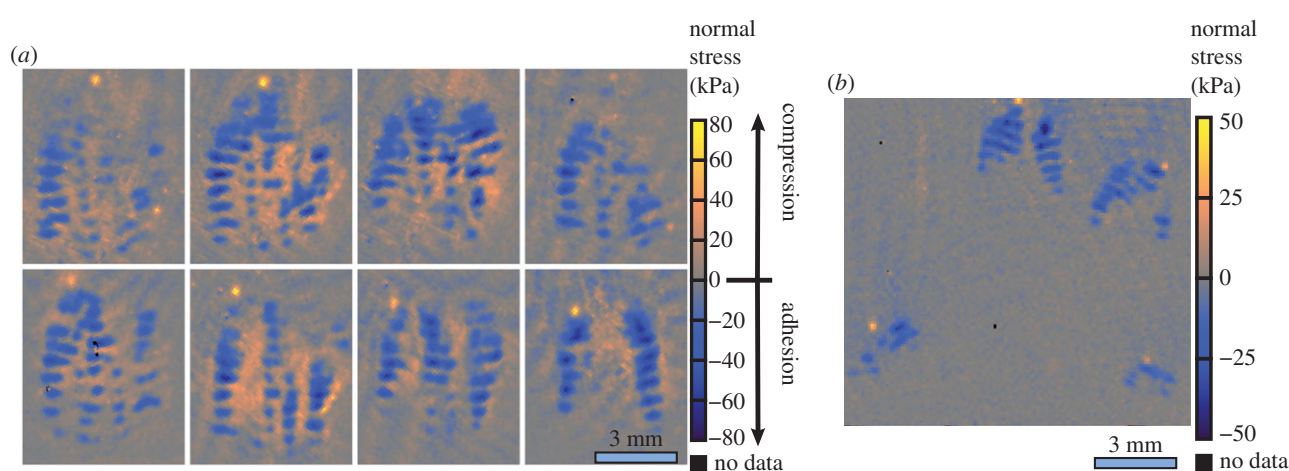 (a)
normal
stress
(kPa)
80
60
40
20
0
−20
−40
−60
−80
no data
compression
adhesion
3 mm
(b)
normal
stress
(kPa)
50
25
0
−25
−50
no data
3 mm